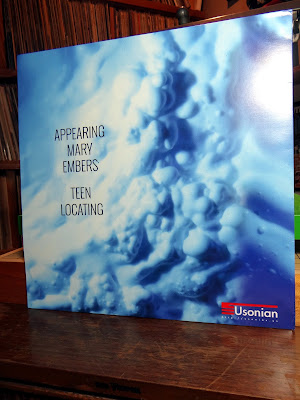 APPEARING
MARY
EMBERS
TEEN
LOCATING
Usonian